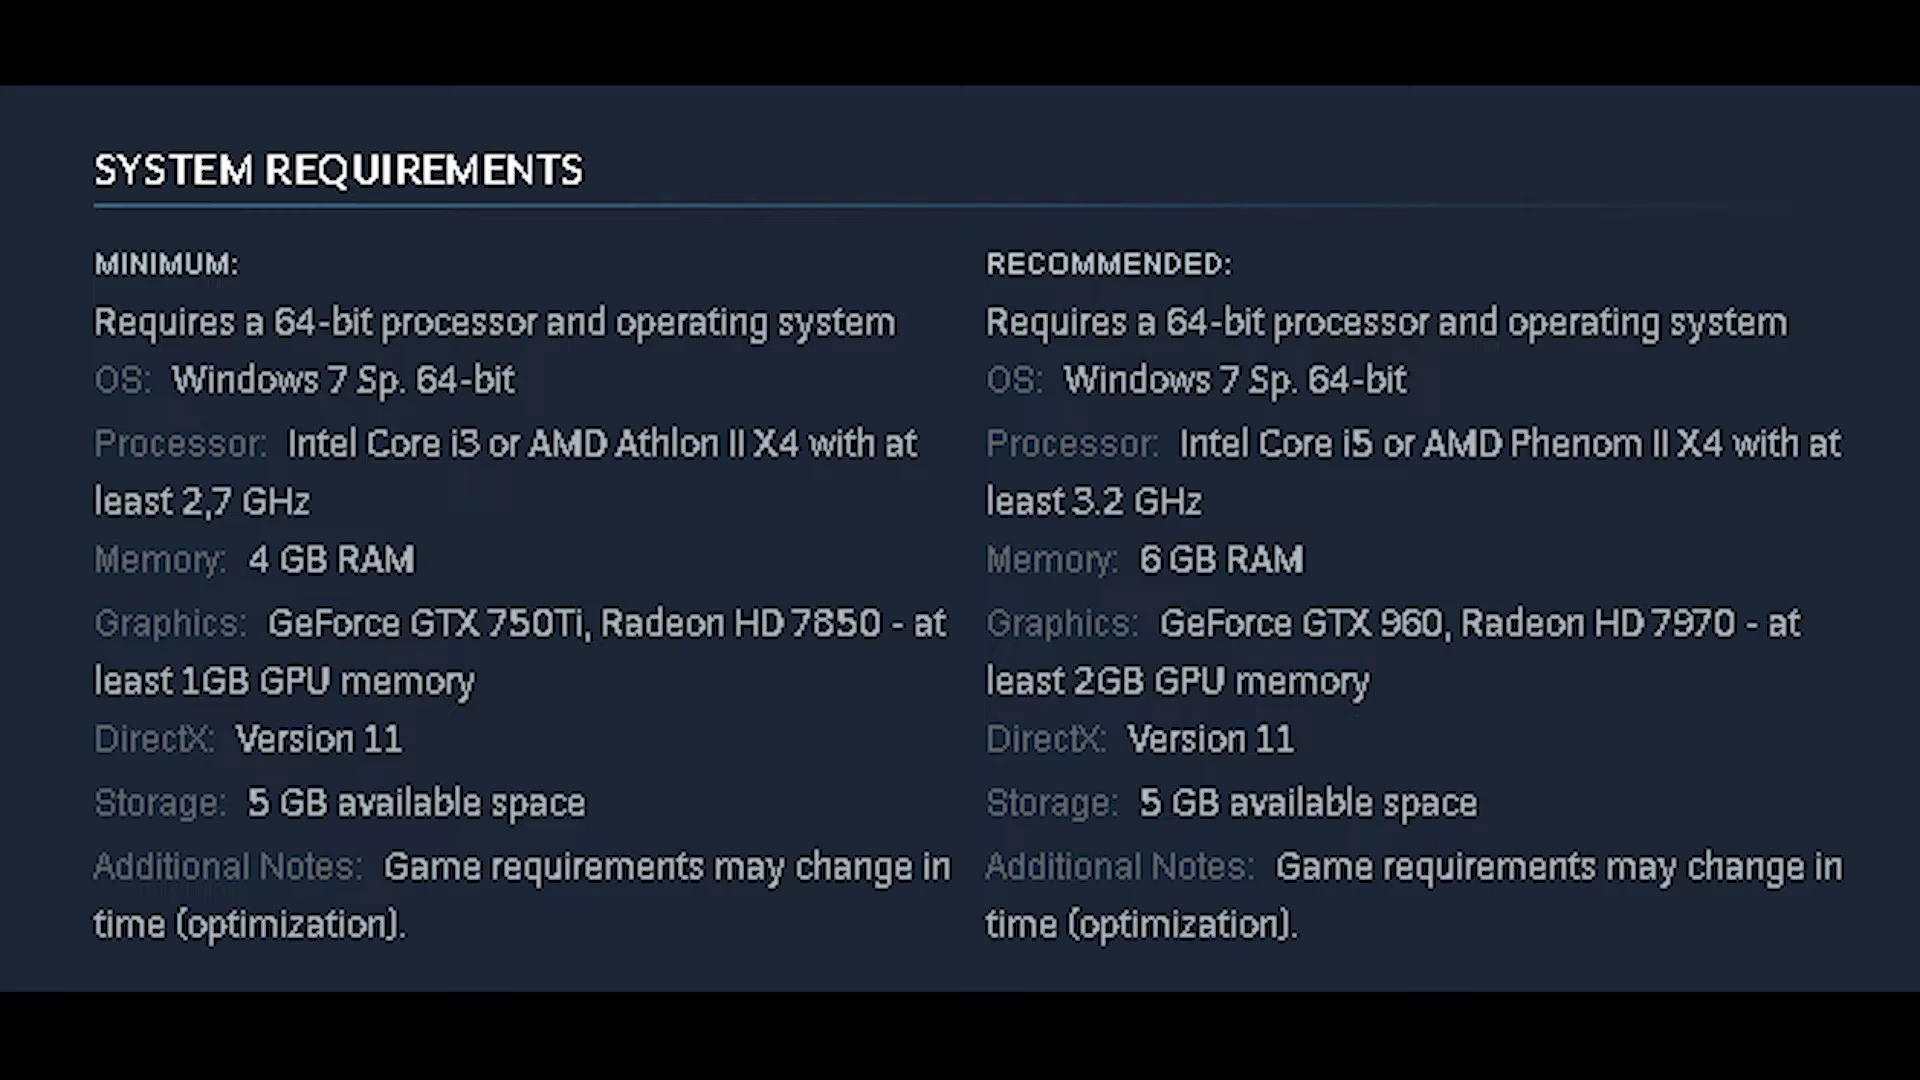 SYSTEM REQUIREMENTS
MINIMUM:
Requires a 64-bit processor and operating system
OS: Windows 7 Sp. 64-bit
Processor: Intel Core i3 or AMD Athlon II X4 with at
least 2,7 GHz
Memory: 4 GB RAM
Graphics: GeForce GTX 750Ti, Radeon HD 7850 - at
least 1GB GPU memory
DirectX: Version 11
Storage: 5 GB available space
Additional Notes: Game requirements may change in
time (optimization).
RECOMMENDED:
Requires a 64-bit processor and operating system
OS: Windows 7 Sp. 64-bit
Processor: Intel Core i5 or AMD Phenom II X4 with at
least 3.2 GHz
Memory: 6 GB RAM
Graphics: GeForce GTX 960, Radeon HD 7970 - at
least 2GB GPU memory
DirectX: Version 11
Storage: 5 GB available space
Additional Notes: Game requirements may change in
time (optimization).